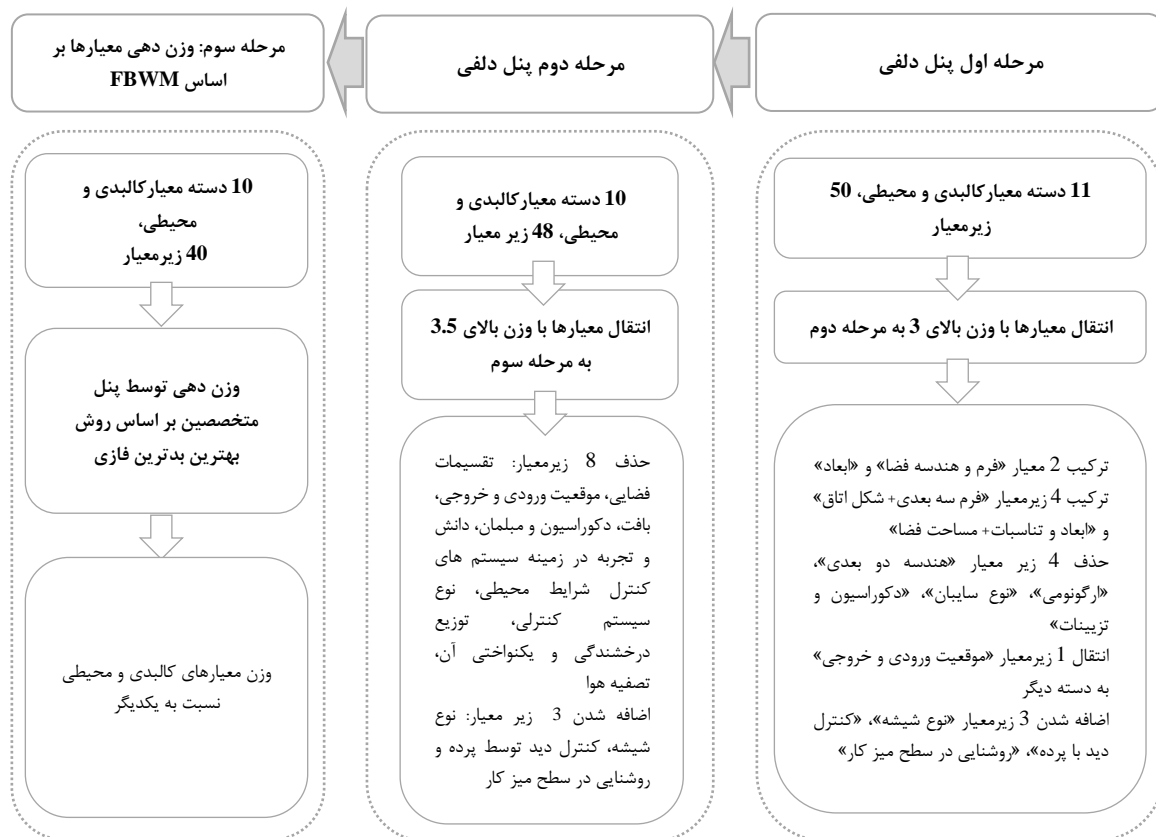 مرحله اول پنل دلفی
مرحله دوم پنل دلفی
مرحله سوم: وزن دهی معیارها بر
اساس FBWM
11 دسته معیارکالبدی و محیطی، 50
زیرمعیار
انتقال معیارها با وزن بالای 3 به مرحله دوم
ترکیب 2 معیار «فرم و هندسه فضا» و «ابعاد»
ترکیب 4 زیرمعیار «فرم سه بعدی+ شکل اتاق»
و «ابعاد و تناسبات+ مساحت فضا»
حذف 4 زیر معیار «هندسه دو بعدی»،
«ارگونومی»، «نوع سایبان»، «دکوراسیون و
تزیینات»
انتقال 1 زیرمعیار «موقعیت ورودی و خروجی»
به دسته دیگر
اضافه شدن 3 زیرمعیار «نوع شیشه»، «کنترل
دید با پرده»، «روشنایی در سطح میز کار»
10 دسته معیارکالبدی و
محیطی، 48 زیر معیار
انتقال معیارها با وزن بالای 3.5
به مرحله سوم
حذف 8 زیرمعیار: تقسیمات
فضایی، موقعیت ورودی و خروجی،
بافت، دکوراسیون و مبلمان، دانش
و تجربه در زمینه سیستم های
کنترل شرایط محیطی، نوع
سیستم کنترلی، توزیع
درخشندگی و یکنواختی آن،
تصفیه هوا
اضافه شدن 3 زیر معیار: نوع
شیشه، کنترل دید توسط پرده و
روشنایی در سطح میز کار
10 دسته معیارکالبدی و
محیطی،
40 زیرمعیار
وزن دهی توسط پنل
متخصصین بر اساس روش
بهترین بدترین فازی
وزن معیارهای کالبدی و محیطی
نسبت به یکدیگر